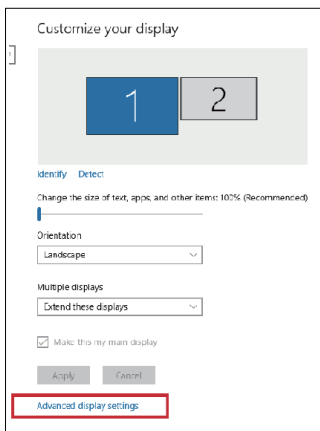 Customize your display
1
2
Identify Detect
Change the size of text, apps, and other items: 100% (Recommended)
Orientation
Landscape
Multiple displays
Extend these displays
Make this my main display
Apply Cancel
Advanced display settings